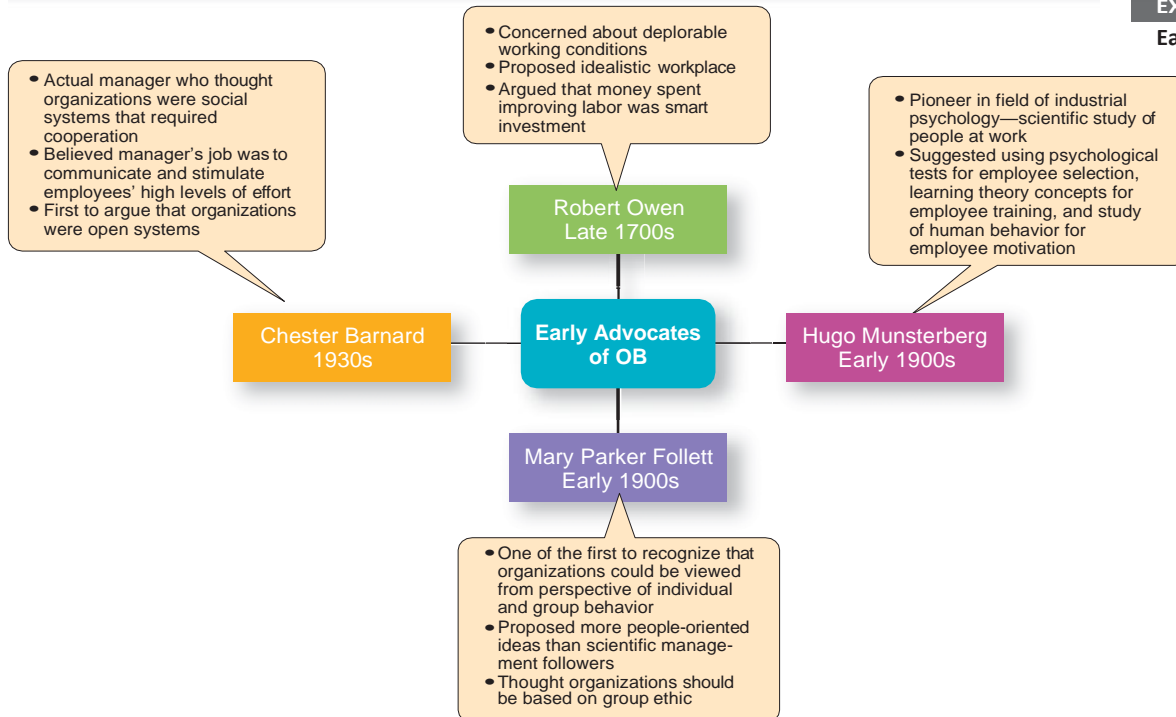 EX
Ea
• Concerned about deplorable
working conditions
• Proposed idealistic workplace
• Argued that money spent
improving labor was smart
investment
• Actual manager who thought
organizations were social
systems that required
cooperation
• Believed manager's job was to
communicate and stimulate
employees' high levels of effort
• First to argue that organizations
were open systems
• Pioneer in field of industrial
psychology—scientific study of
people at work
• Suggested using psychological
tests for employee selection,
learning theory concepts for
employee training, and study
of human behavior for
employee motivation
Robert Owen
Late 1700s
Chester Barnard
1930s
Early Advocates
of OB
Hugo Munsterberg
Early 1900s
Mary Parker Follett
Early 1900s
• One of the first to recognize that
organizations could be viewed
from perspective of individual
and group behavior
• Proposed more people-oriented
ideas than scientific manage-
ment followers
• Thought organizations should
be based on group ethic